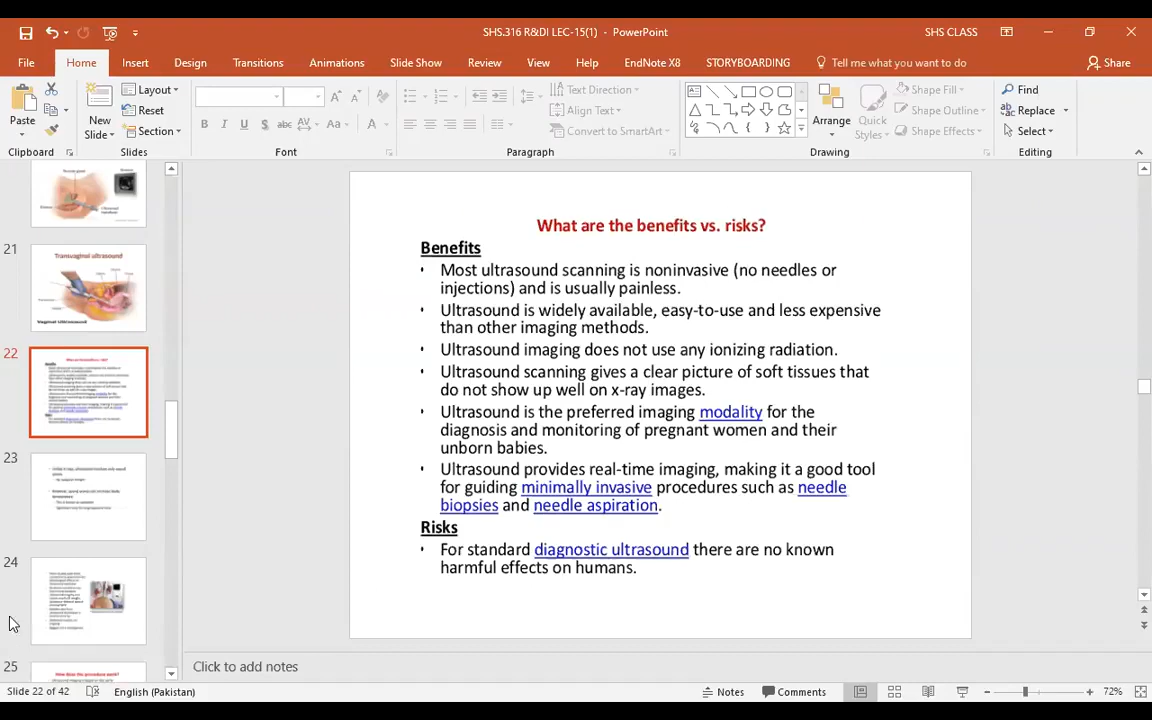 SHS.316 R&DI LEC-15(1) - PowerPoint
SHS CLASS
File
Home
Insert
Design
Transitions
Animations
Slide Show
Review
View
Help
EndNote X8
STORYBOARDING
Tell me what you want to do
Share
Paste
Clipboard
New
Slide
Layout
Reset
Section
Slides
B I U S abc AV Aa A
Font
Text Direction
Align Text
Convert to SmartArt
Paragraph
Arrange
Quick
Styles
Shape Fill
Shape Outline
Shape Effects
Drawing
Find
Replace
Select
Editing
21
Transvaginal ultrasound
22
23
24
25
What are the benefits vs. risks?
Benefits
• Most ultrasound scanning is noninvasive (no needles or
injections) and is usually painless.
• Ultrasound is widely available, easy-to-use and less expensive
than other imaging methods.
• Ultrasound imaging does not use any ionizing radiation.
• Ultrasound scanning gives a clear picture of soft tissues that
do not show up well on x-ray images.
• Ultrasound is the preferred imaging modality for the
diagnosis and monitoring of pregnant women and their
unborn babies.
• Ultrasound provides real-time imaging, making it a good tool
for guiding minimally invasive procedures such as needle
biopsies and needle aspiration.
Risks
• For standard diagnostic ultrasound there are no known
harmful effects on humans.
Click to add notes
Slide 22 of 42
English (Pakistan)
Notes
Comments
72%